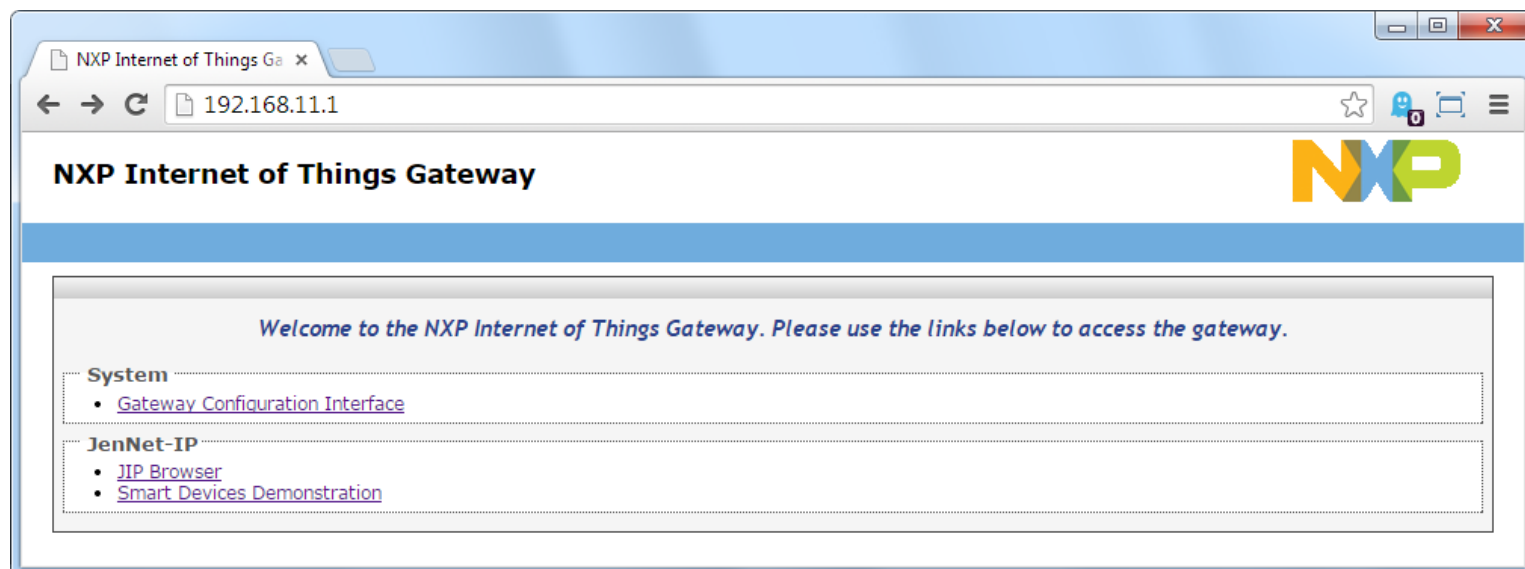 NXP Internet of Things Ga
192.168.11.1
0
NXP Internet of Things Gateway
NXP
Welcome to the NXP Internet of Things Gateway. Please use the links below to access the gateway.
System
Gateway Configuration Interface
JenNet-IP
JIP Browser
Smart Devices Demonstration